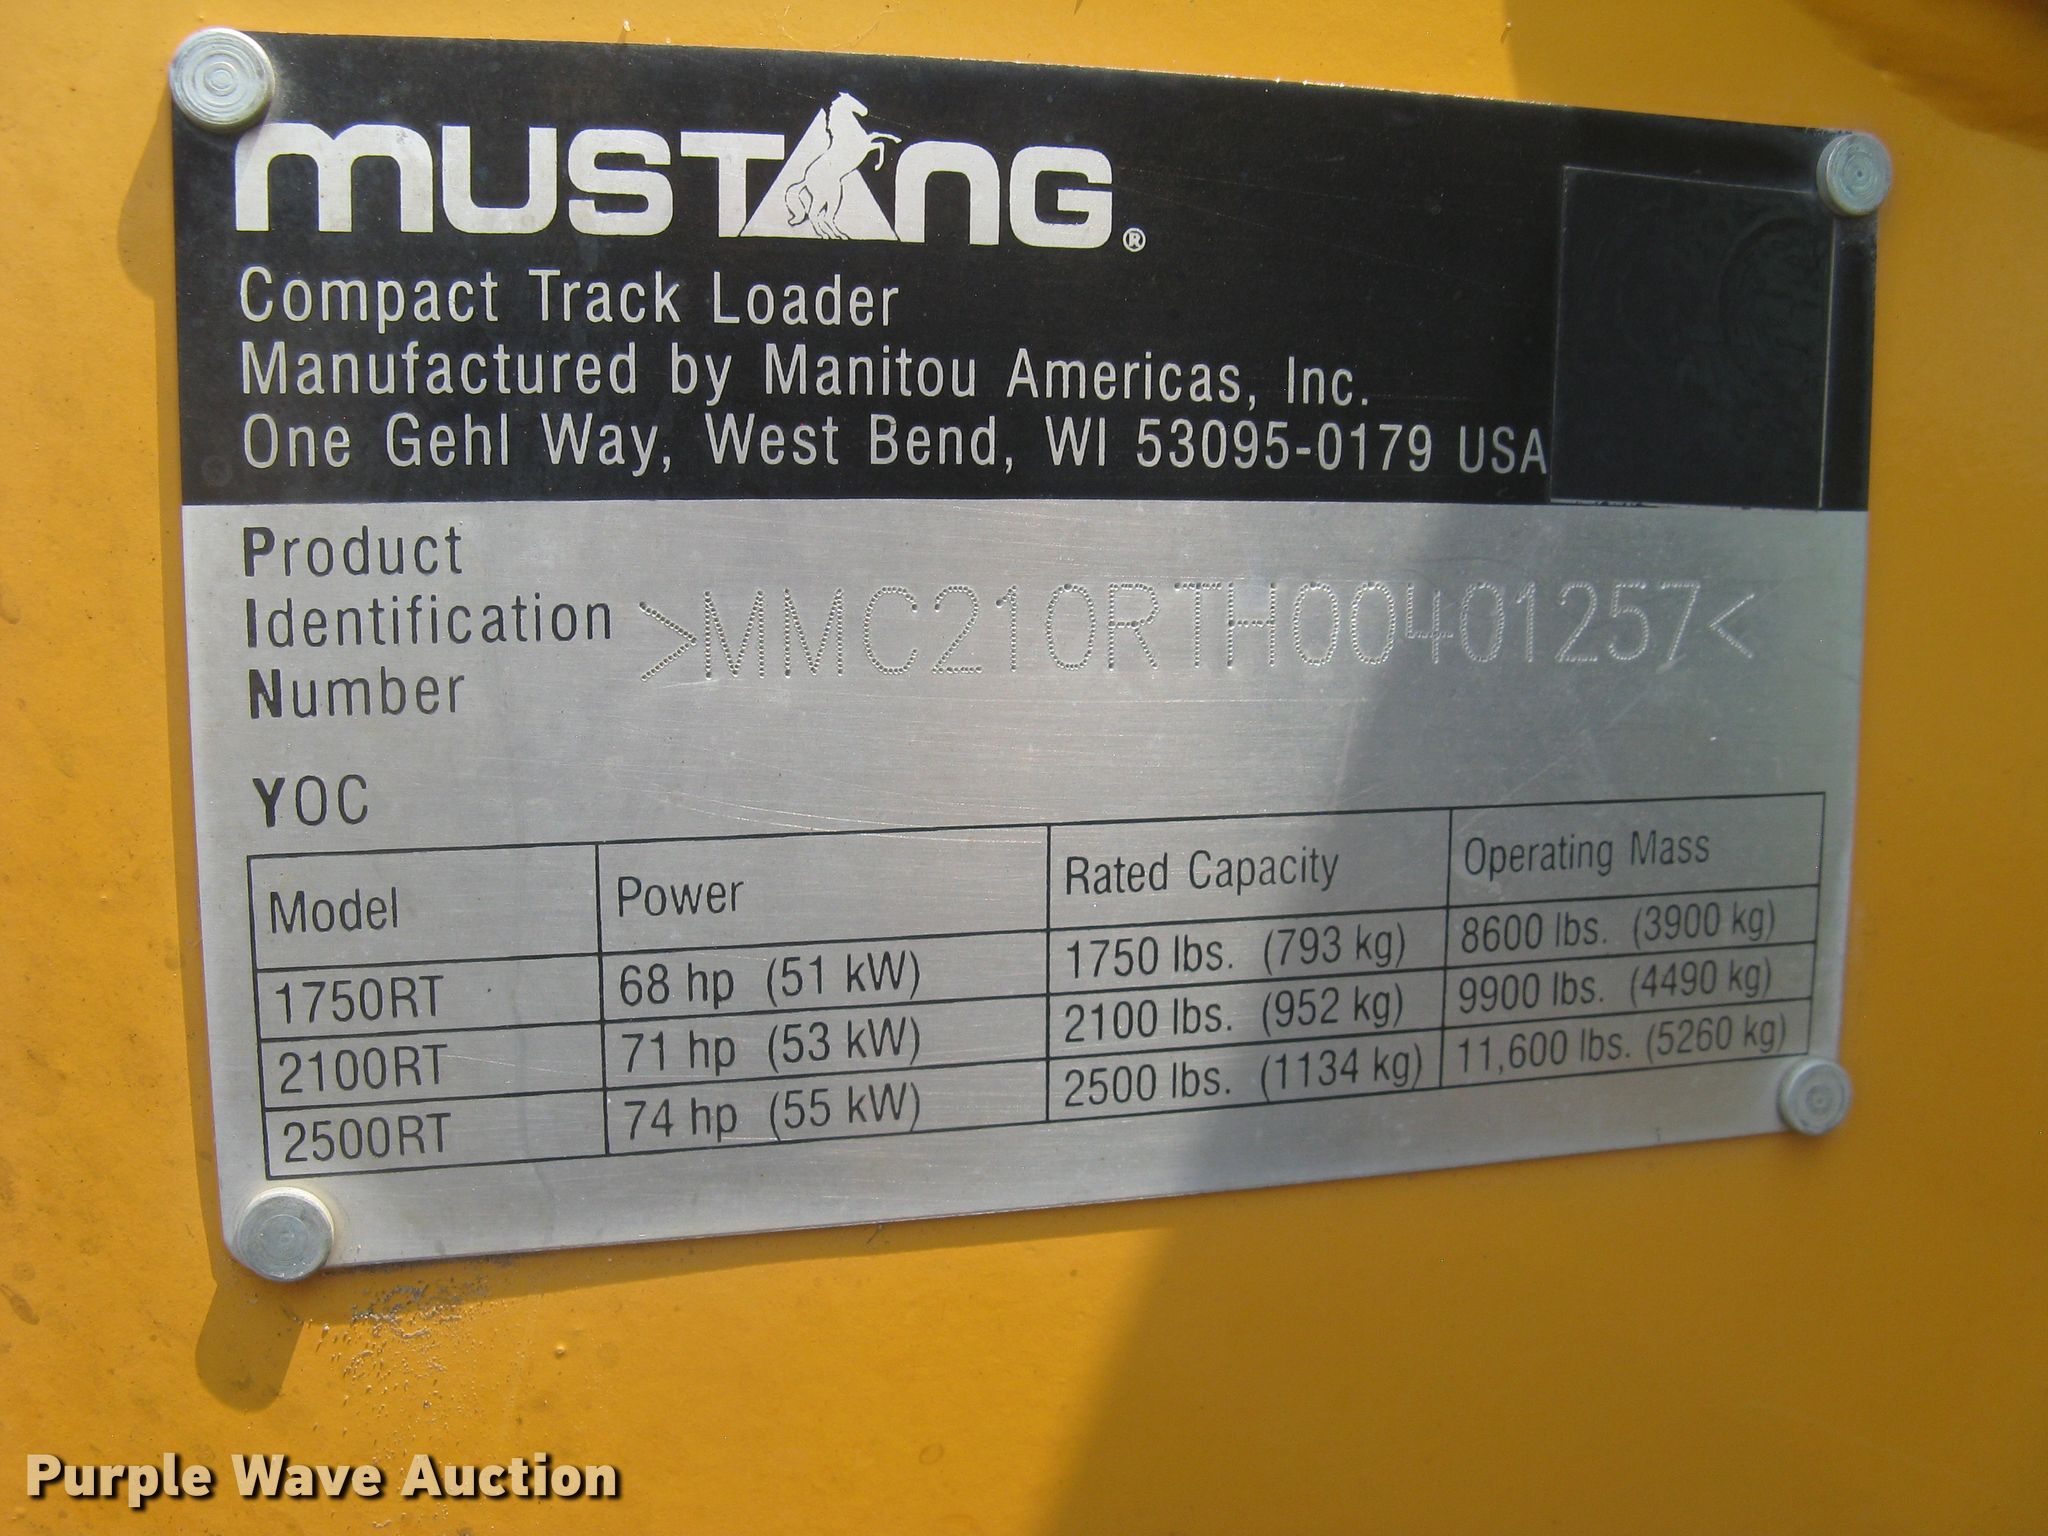 MUSTANG®
Compact Track Loader
Manufactured by Manitou Americas, Inc.
One Gehl Way, West Bend, WI 53095-0179 USA
Product
Identification
Number
>MMC210RTH00401257<
YOC
Model Power Rated Capacity Operating Mass
1750RT 68 hp (51 kW) 1750 lbs. (793 kg) 8600 lbs. (3900 kg)
2100RT 71 hp (53 kW) 2100 lbs. (952 kg) 9900 lbs. (4490 kg)
2500RT 74 hp (55 kW) 2500 lbs. (1134 kg) 11,600 lbs. (5260 kg)
Purple Wave Auction